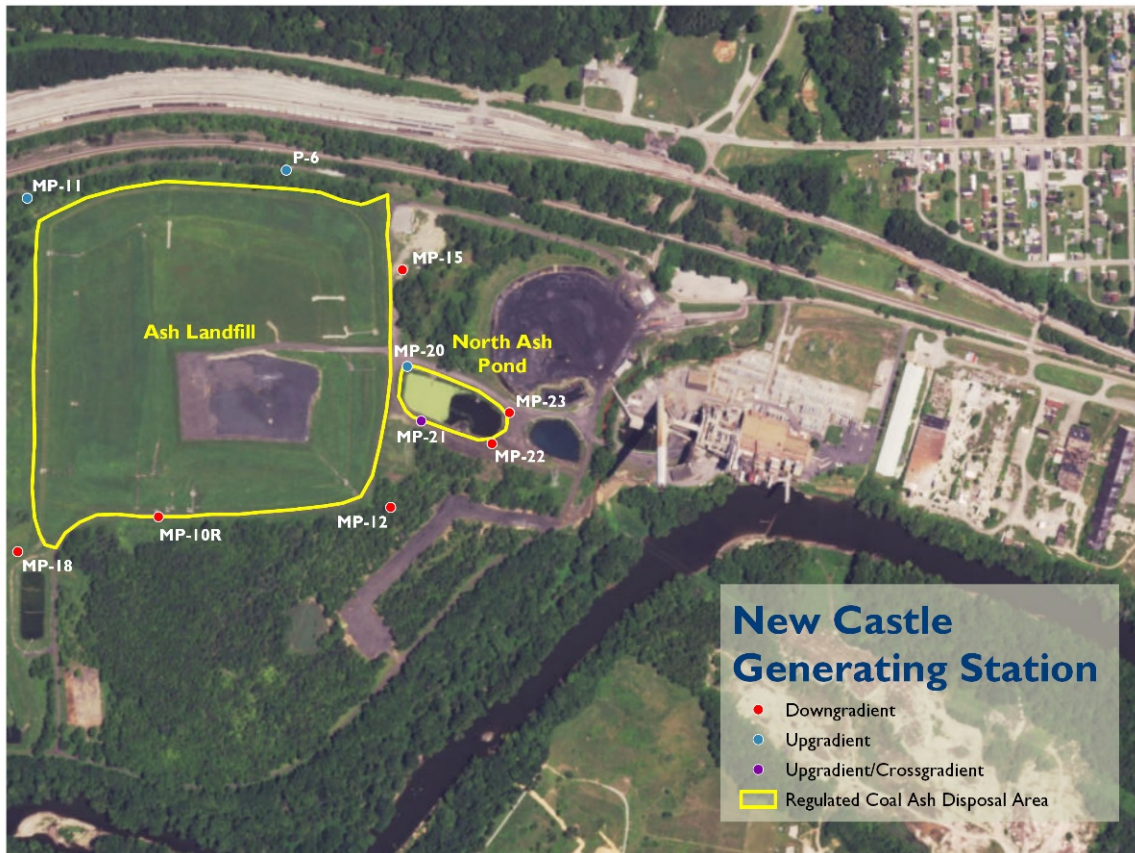 P-6
MP-11
MP-15
Ash Landfill
MP-20
North Ash
Pond
MP-23
MP-21
MP-22
MP-12
MP-10R
MP-18
New Castle
Generating Station
Downgradient
Upgradient
Upgradient/Crossgradient
Regulated Coal Ash Disposal Area